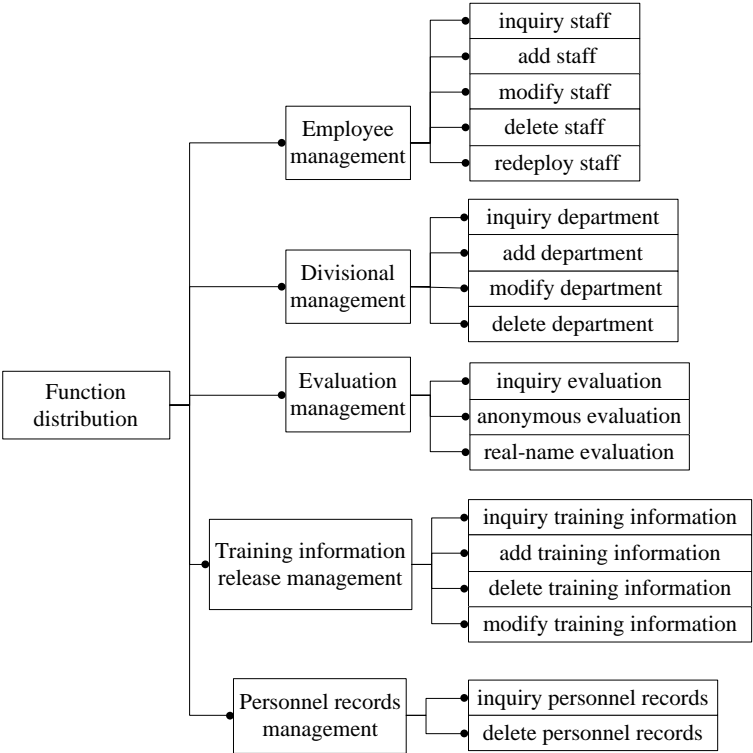 Function
distribution
Employee
management
inquiry staff
add staff
modify staff
delete staff
redeploy staff
Divisional
management
inquiry department
add department
modify department
delete department
Evaluation
management
inquiry evaluation
anonymous evaluation
real-name evaluation
Training information
release management
inquiry training information
add training information
delete training information
modify training information
Personnel records
management
inquiry personnel records
delete personnel records